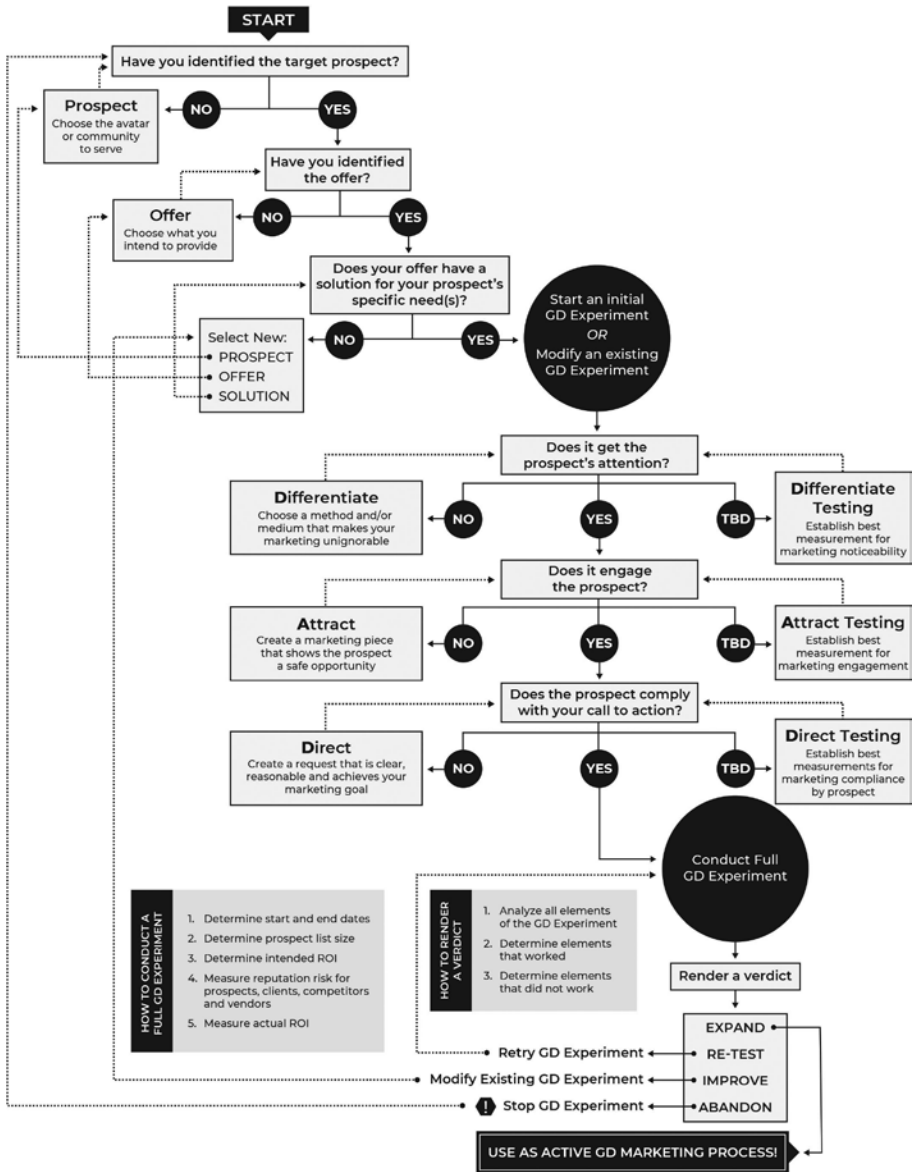 START
Have you identified the target prospect?
NO
YES
Prospect
Choose the avatar
or community
to serve
Have you identified
the offer?
NO
YES
Offer
Choose what you
intend to provide
Does your offer have a
solution for your prospect's
specific need(s)?
NO
YES
Select New:
PROSPECT
OFFER
SOLUTION
Start an initial
GD Experiment
OR
Modify an existing
GD Experiment
Does it get the
prospect's attention?
Differentiate
Choose a method and/or
medium that makes your
marketing unignorable
NO
YES
TBD
Differentiate
Testing
Establish best
measurement for
marketing noticeability
Does it engage
the prospect?
Attract
Create a marketing piece
that shows the prospect
a safe opportunity
NO
YES
TBD
Attract Testing
Establish best
measurement for
marketing engagement
Does the prospect comply
with your call to action?
Direct
Create a request that is clear,
reasonable and achieves your
marketing goal
NO
YES
TBD
Direct Testing
Establish best
measurements for
marketing compliance
by prospect
Conduct Full
GD Experiment
HOW TO CONDUCT A
FULL GD EXPERIMENT
1. Determine start and end dates
2. Determine prospect list size
3. Determine intended ROI
4. Measure reputation risk for
prospects, clients, competitors
and vendors
5. Measure actual ROI
HOW TO RENDER
A VERDICT
1. Analyze all elements
of the GD Experiment
2. Determine elements
that worked
3. Determine elements
that did not work
Render a verdict
EXPAND
Retry GD Experiment
RE-TEST
Modify Existing GD Experiment
IMPROVE
! Stop GD Experiment
ABANDON
USE AS ACTIVE GD MARKETING PROCESS!